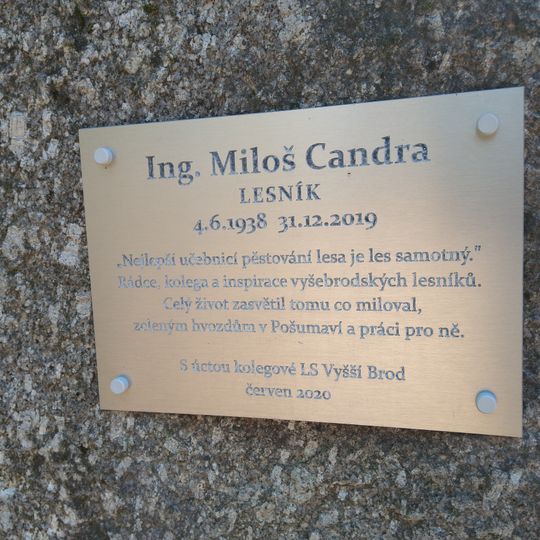 Ing. Miloš Candra
LESNÍK
4.6.1938 31.12.2019
„Nejlepší učebnicí pěstování lesa je les samotný."
Rádce, kolega a inspirace vyšebrodských lesníků.
Celý život zasvětil tomu co miloval,
zeleným hvozdům v Pošumaví a práci pro ně.
S úctou kolegové LS Vyšší Brod
červen 2020